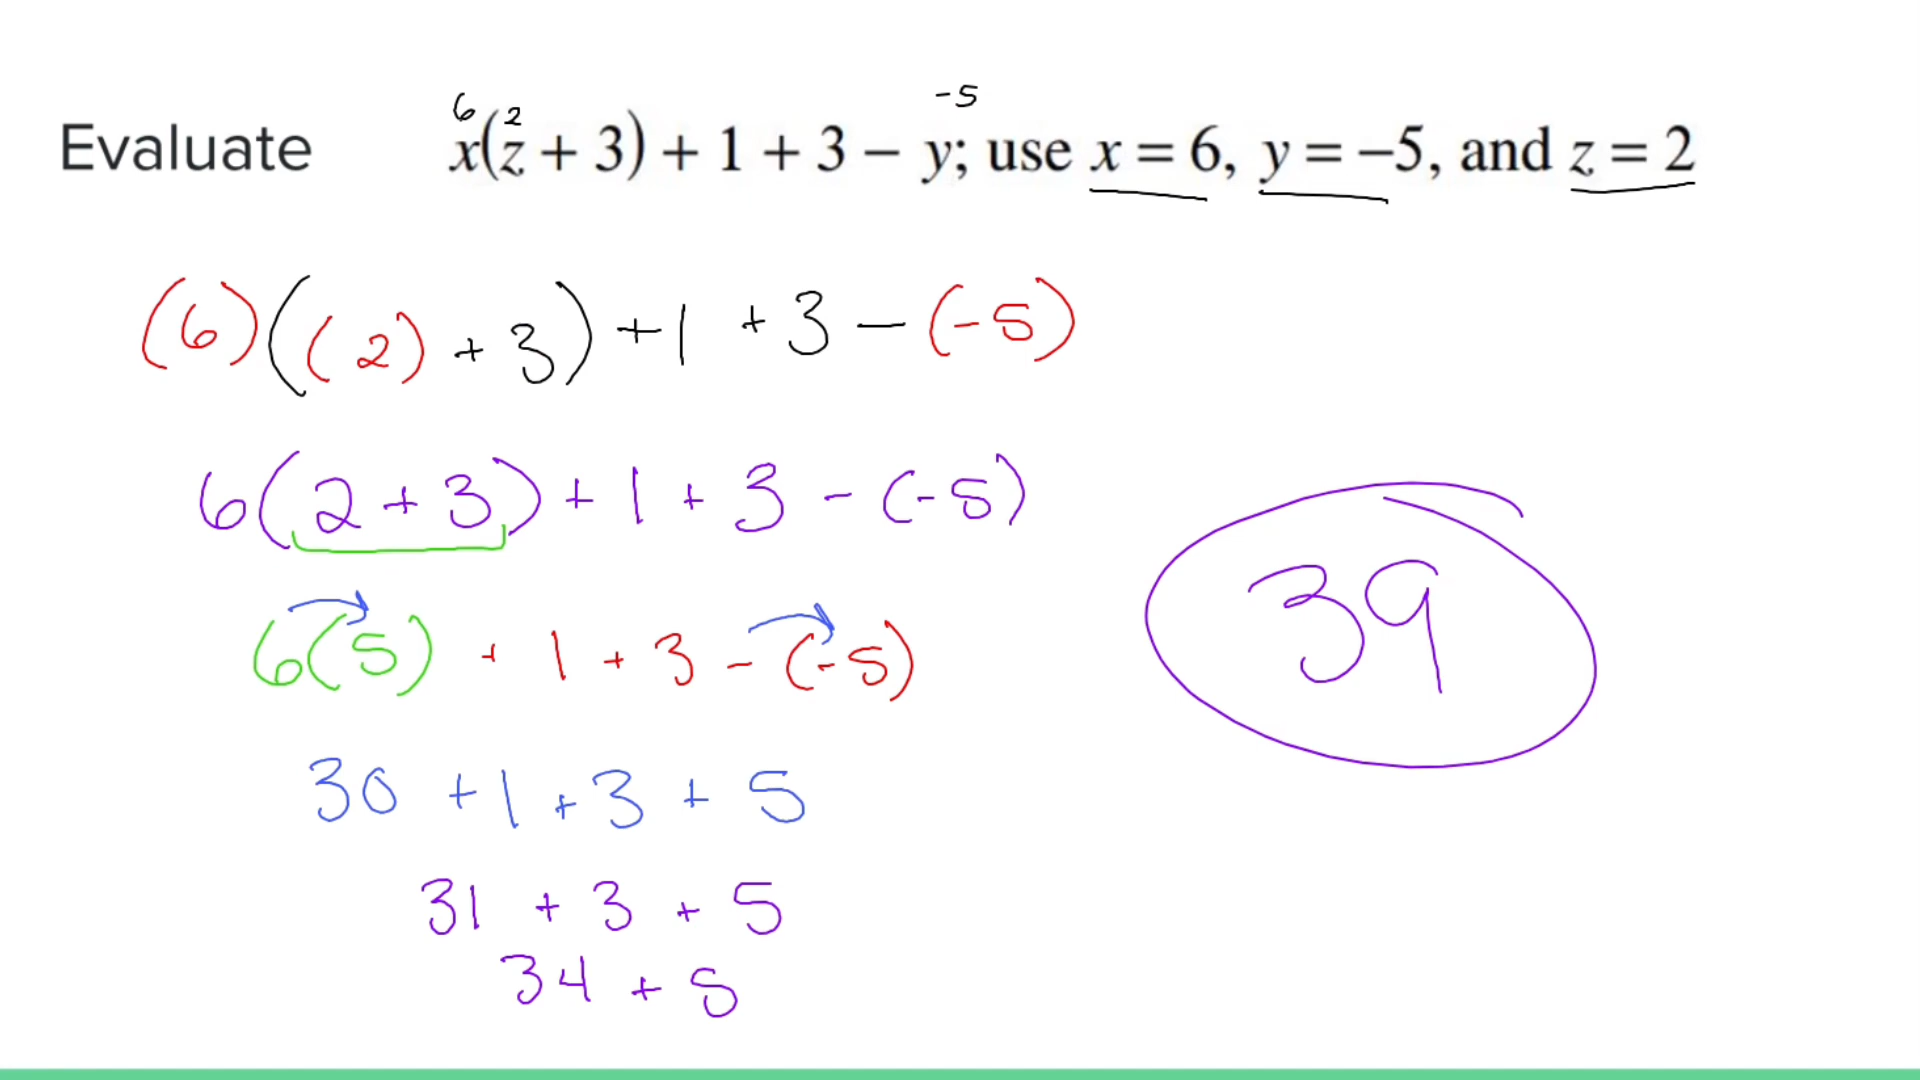 6 2 -5
Evaluate x(z + 3) + 1 + 3 − y; use x = 6, y = −5, and z = 2
(6)((2) + 3) + 1 + 3 - (-5)
6(2 + 3) + 1 + 3 - (-5)
6(5) + 1 + 3 - (-5)
39
30 + 1 + 3 + 5
31 + 3 + 5
34 + 5